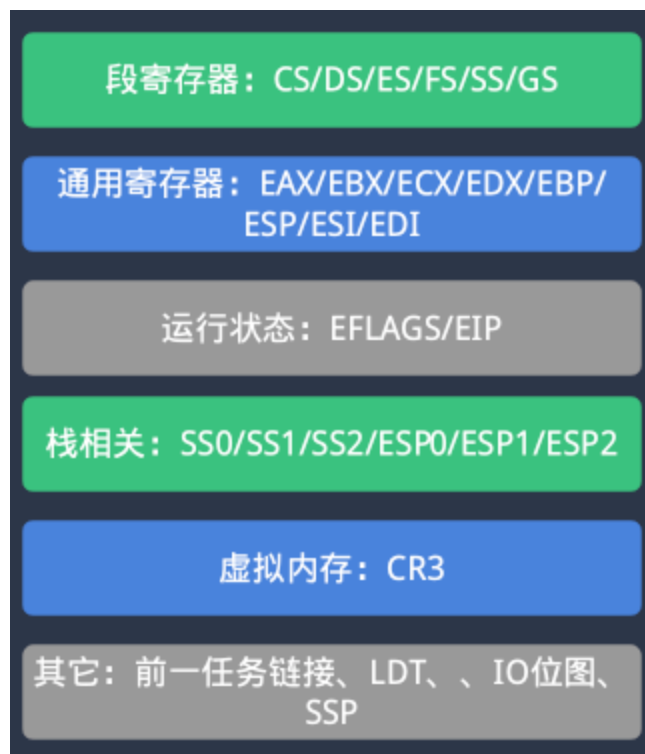 段寄存器：CS/DS/ES/FS/SS/GS
通用寄存器：EAX/EBX/ECX/EDX/EBP/
ESP/ESI/EDI
运行状态：EFLAGS/EIP
栈相关：SS0/SS1/SS2/ESP0/ESP1/ESP2
虚拟内存：CR3
其它：前一任务链接、LDT、、IO位图、
SSP